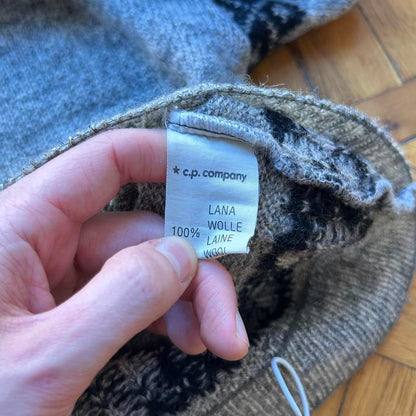 ★ c.p. company
LANA
WOLLE
100% LAINE
WOOL